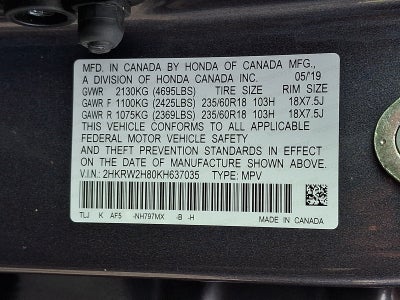 MFD. IN CANADA BY HONDA OF CANADA MFG.,
A DIVISION OF HONDA CANADA INC. 05/19
GVWR 2130KG (4695LBS) TIRE SIZE RIM SIZE
GAWR F 1100KG (2425LBS) 235/60R18 103H 18X7.5J
GAWR R 1075KG (2369LBS) 235/60R18 103H 18X7.5J
THIS VEHICLE CONFORMS TO ALL APPLICABLE
FEDERAL MOTOR VEHICLE SAFETY
AND THEFT PREVENTION STANDARDS IN EFFECT
ON THE DATE OF MANUFACTURE SHOWN ABOVE.
V.I.N.: 2HKRW2H80KH637035 TYPE: MPV
TLJ K AF5 -NH797MX -B -H
MADE IN CANADA